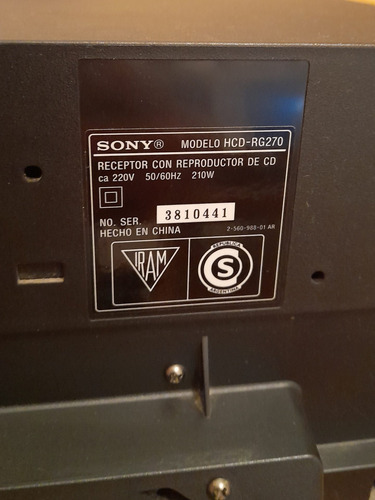 SONY® MODELO HCD-RG270
RECEPTOR CON REPRODUCTOR DE CD
ca 220V 50/60HZ 210W
NO. SER. 3810441
HECHO EN CHINA 2-560-988-01 AR
IRAM
REPUBLICA
S
ARGENTINA